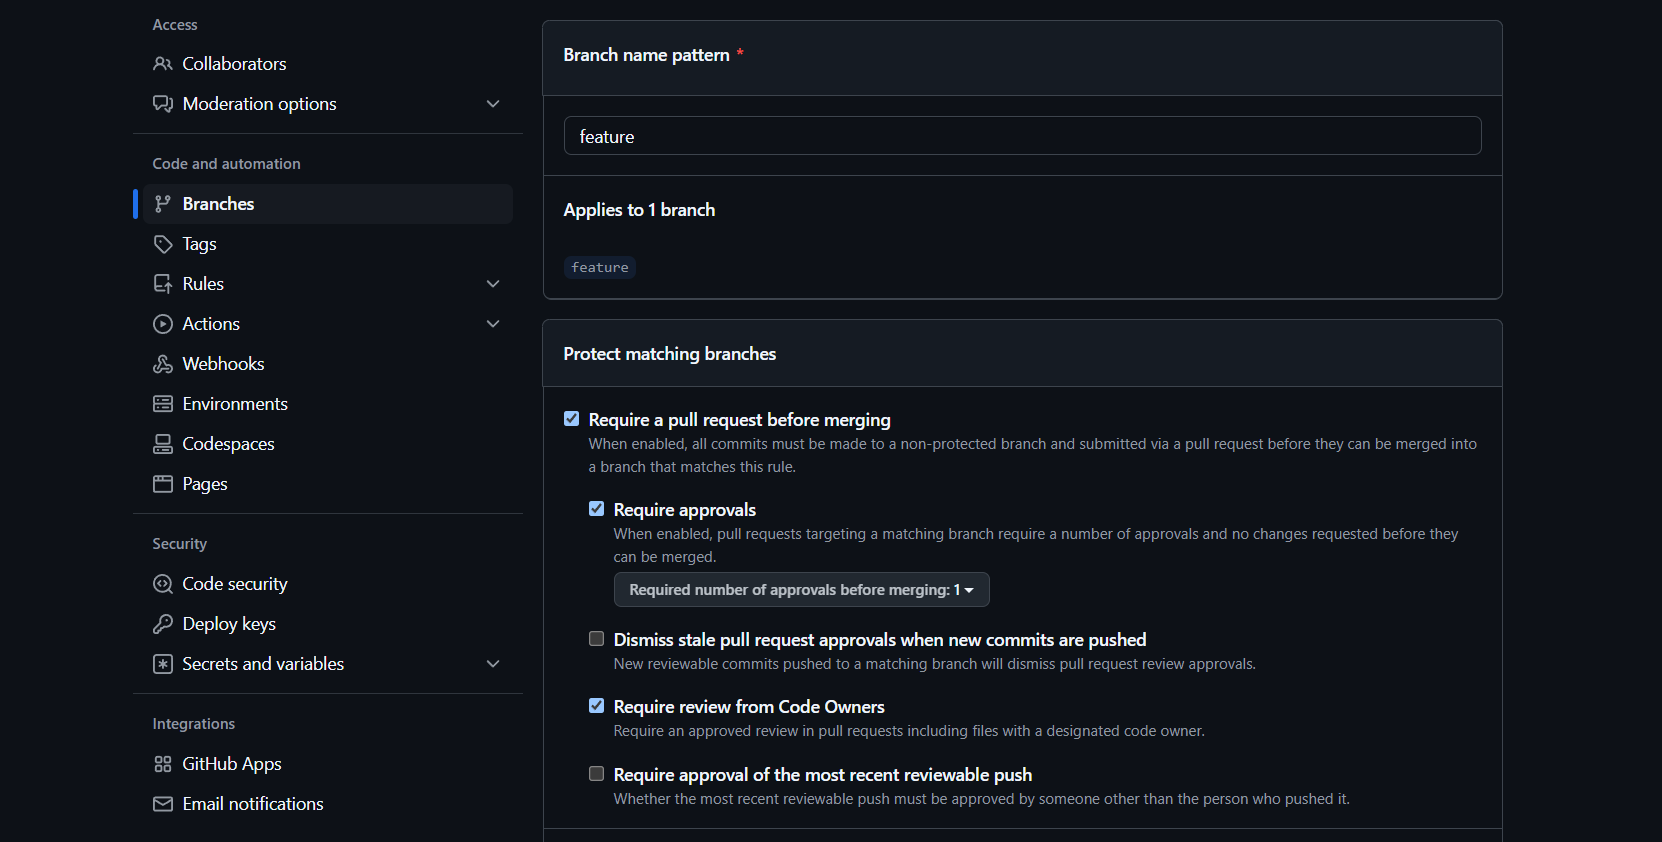 Access
Collaborators
Moderation options
Code and automation
Branches
Tags
Rules
Actions
Webhooks
Environments
Codespaces
Pages
Security
Code security
Deploy keys
Secrets and variables
Integrations
GitHub Apps
Email notifications
Branch name pattern *
feature
Applies to 1 branch
feature
Protect matching branches
Require a pull request before merging
When enabled, all commits must be made to a non-protected branch and submitted via a pull request before they can be merged into
a branch that matches this rule.
Require approvals
When enabled, pull requests targeting a matching branch require a number of approvals and no changes requested before they
can be merged.
Required number of approvals before merging: 1
Dismiss stale pull request approvals when new commits are pushed
New reviewable commits pushed to a matching branch will dismiss pull request review approvals.
Require review from Code Owners
Require an approved review in pull requests including files with a designated code owner.
Require approval of the most recent reviewable push
Whether the most recent reviewable push must be approved by someone other than the person who pushed it.